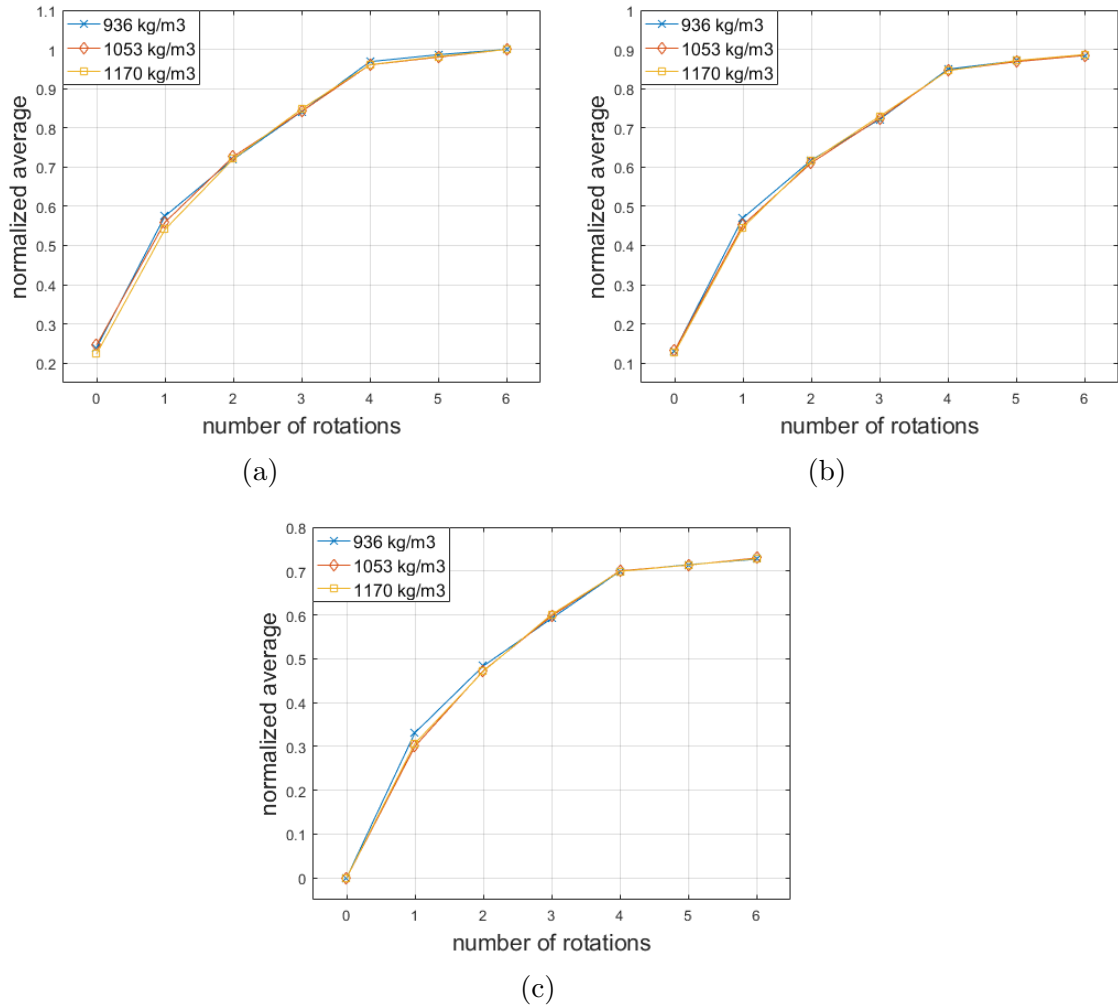 1.1
1
0.9
0.8
0.7
0.6
0.5
0.4
0.3
0.2
normalized average
936 kg/m3
1053 kg/m3
1170 kg/m3
0 1 2 3 4 5 6
number of rotations
(a)
1
0.9
0.8
0.7
0.6
0.5
0.4
0.3
0.2
0.1
normalized average
936 kg/m3
1053 kg/m3
1170 kg/m3
0 1 2 3 4 5 6
number of rotations
(b)
0.8
0.7
0.6
0.5
0.4
0.3
0.2
0.1
0
normalized average
936 kg/m3
1053 kg/m3
1170 kg/m3
0 1 2 3 4 5 6
number of rotations
(c)